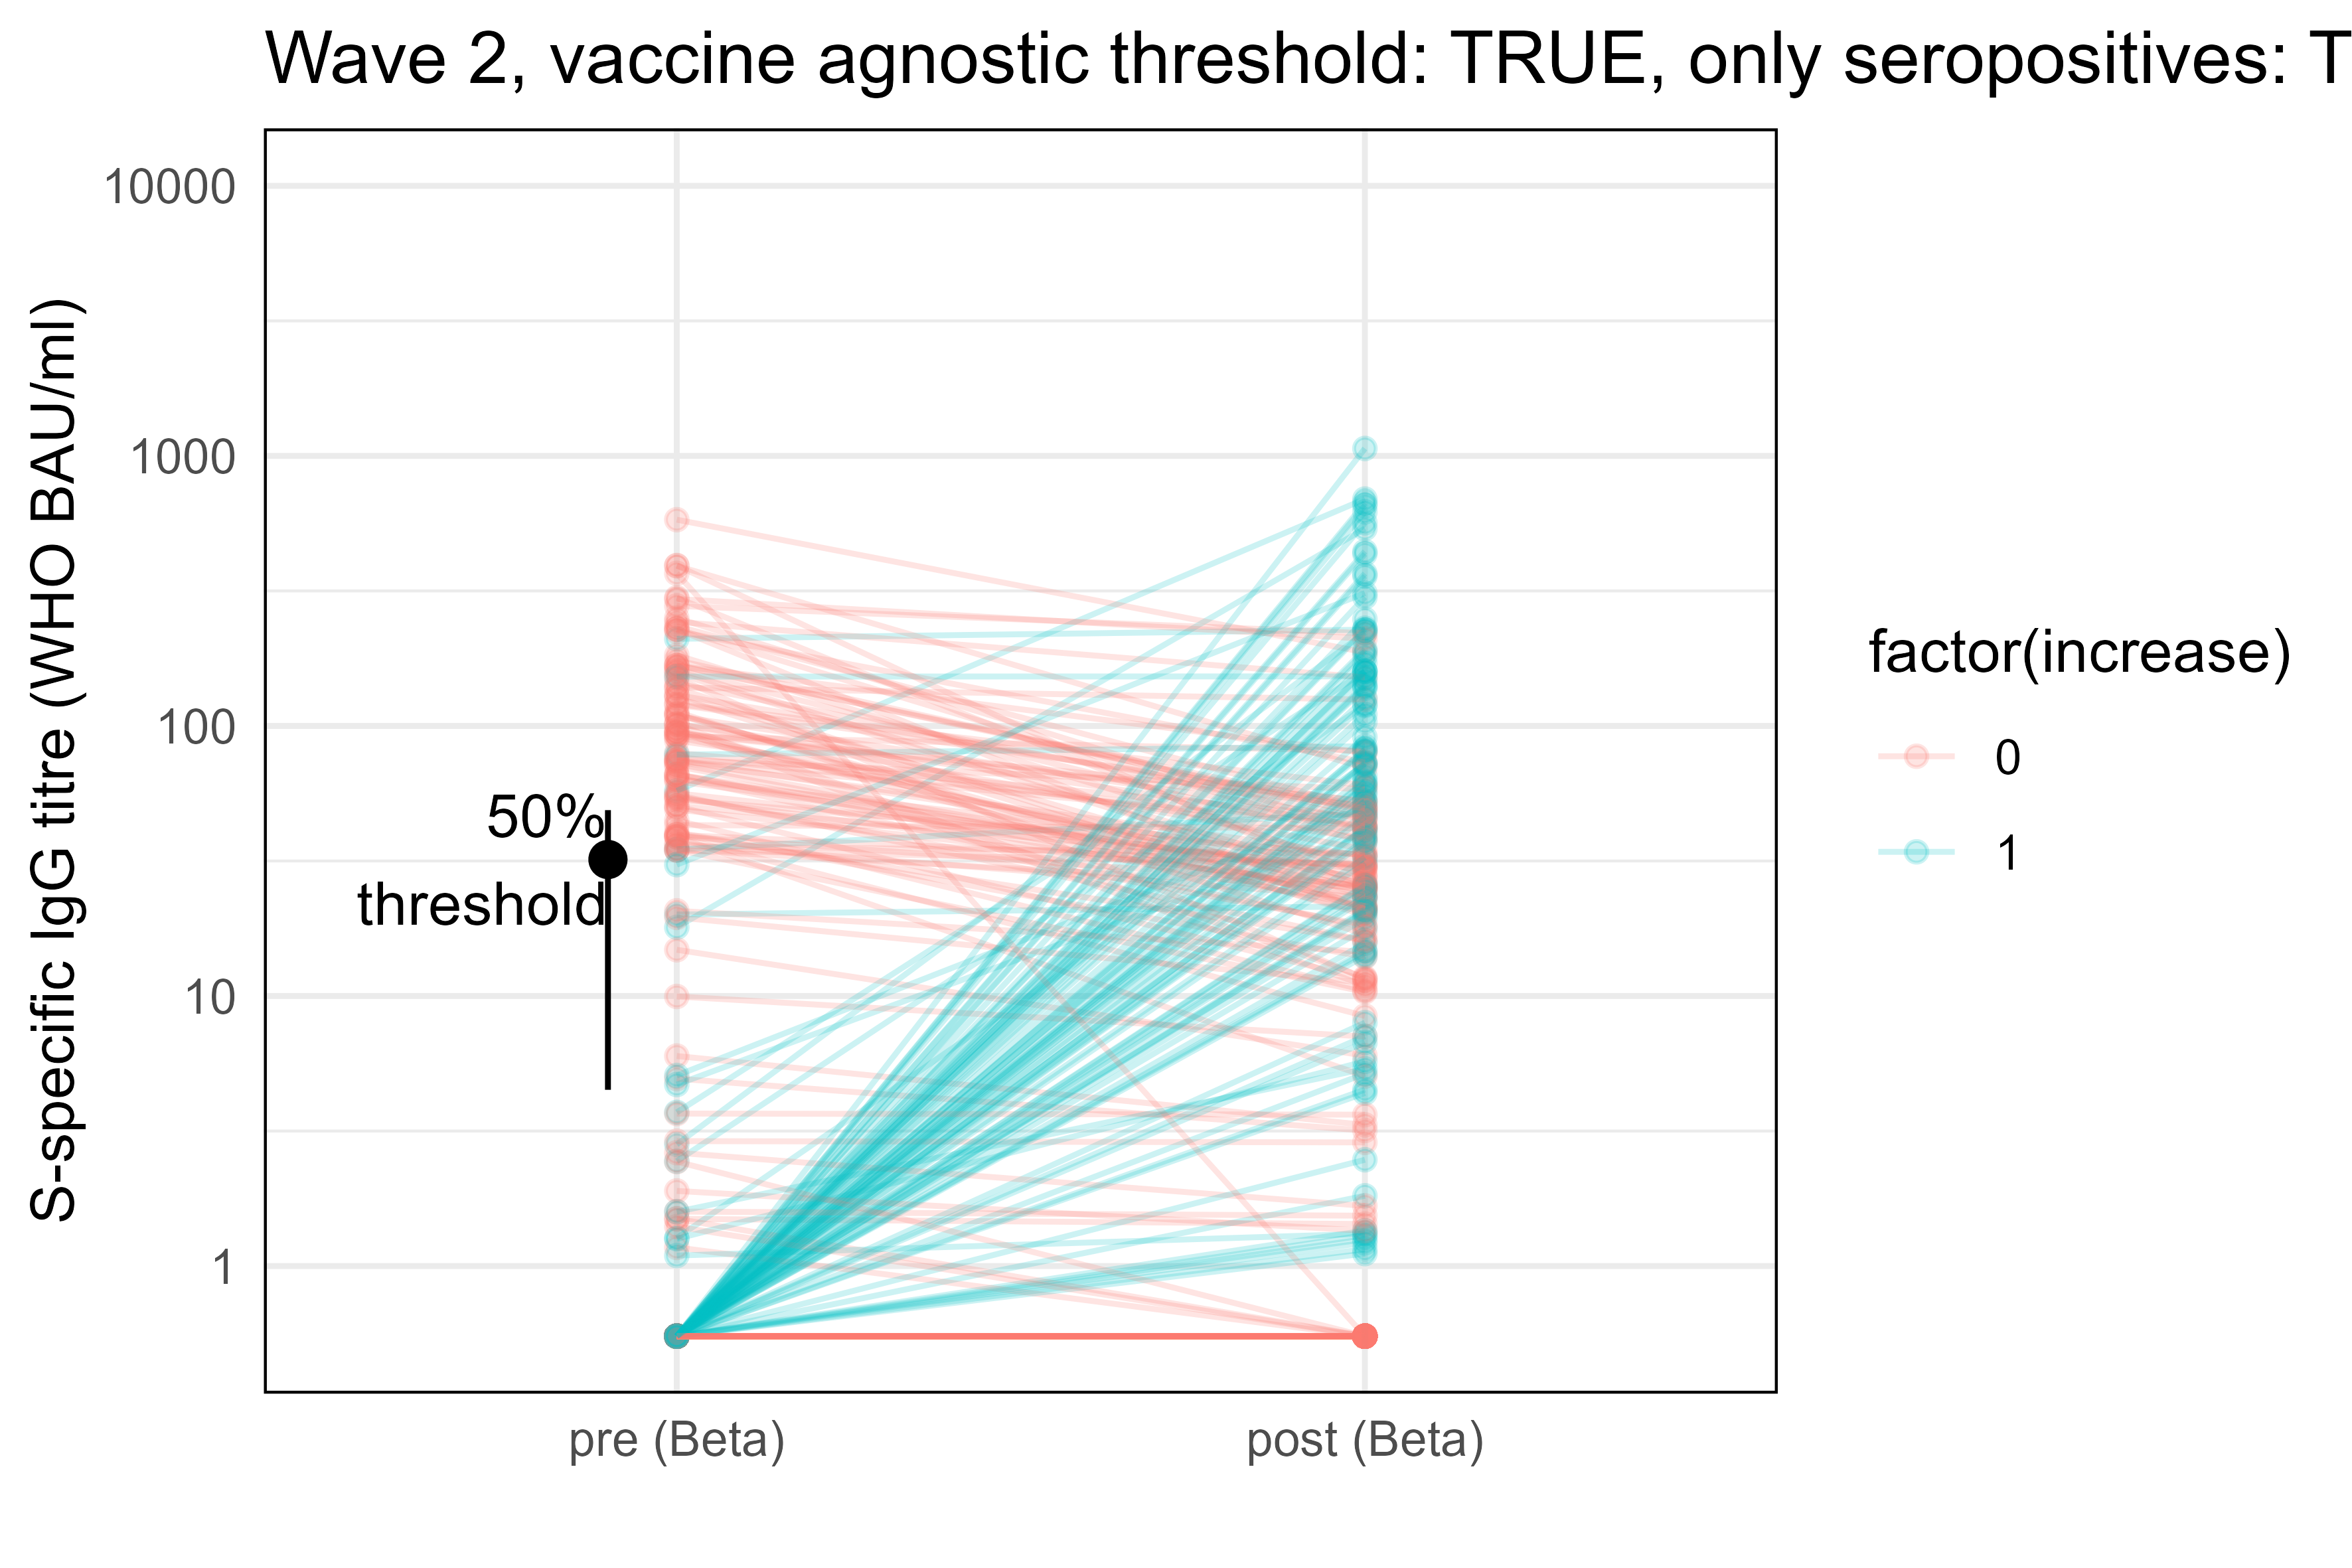 Wave 2, vaccine agnostic threshold: TRUE, only seropositives: T
S-specific IgG titre (WHO BAU/ml)
10000
1000
100
10
1
50%
threshold
pre (Beta)
post (Beta)
factor(increase)
0
1